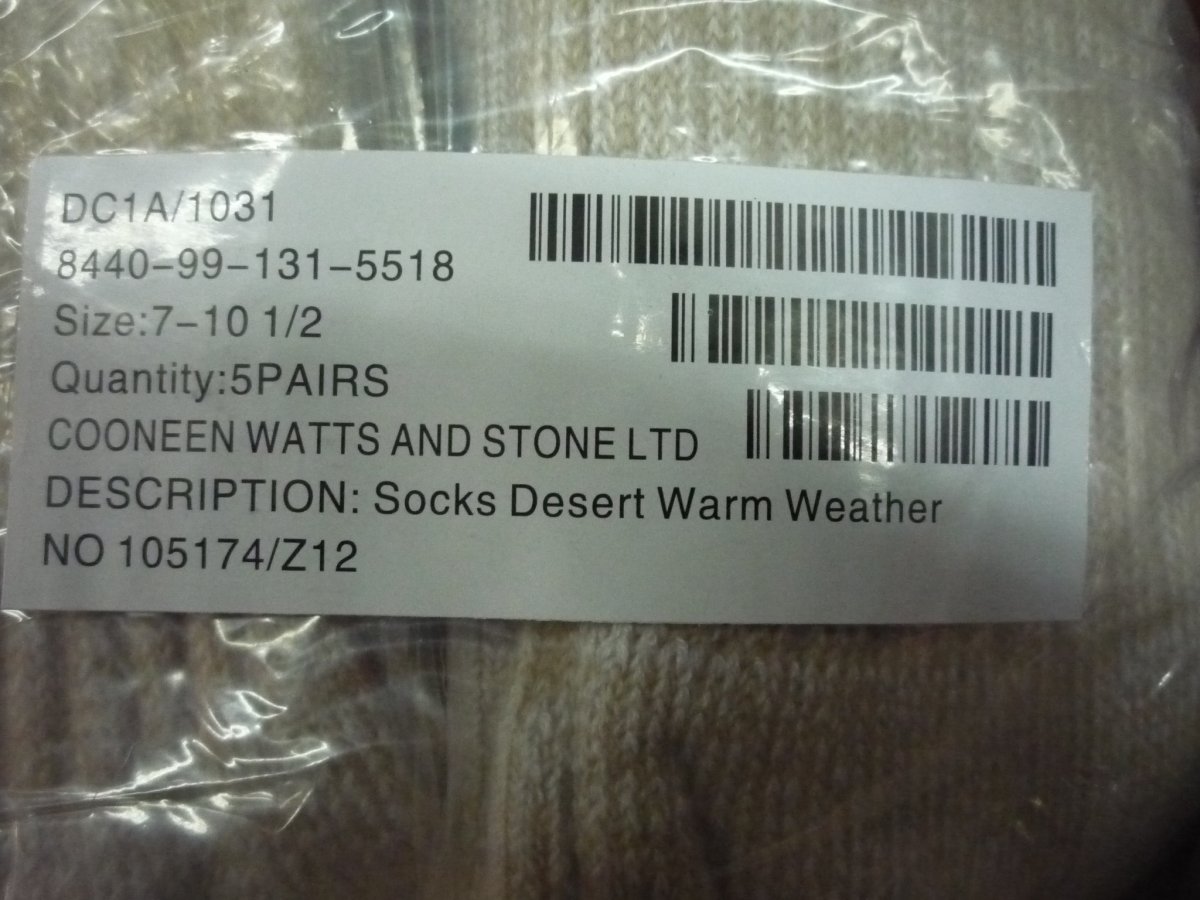 DC1A/1031
8440-99-131-5518
Size:7-10 1/2
Quantity:5PAIRS
COONEEN WATTS AND STONE LTD
DESCRIPTION: Socks Desert Warm Weather
NO 105174/Z12